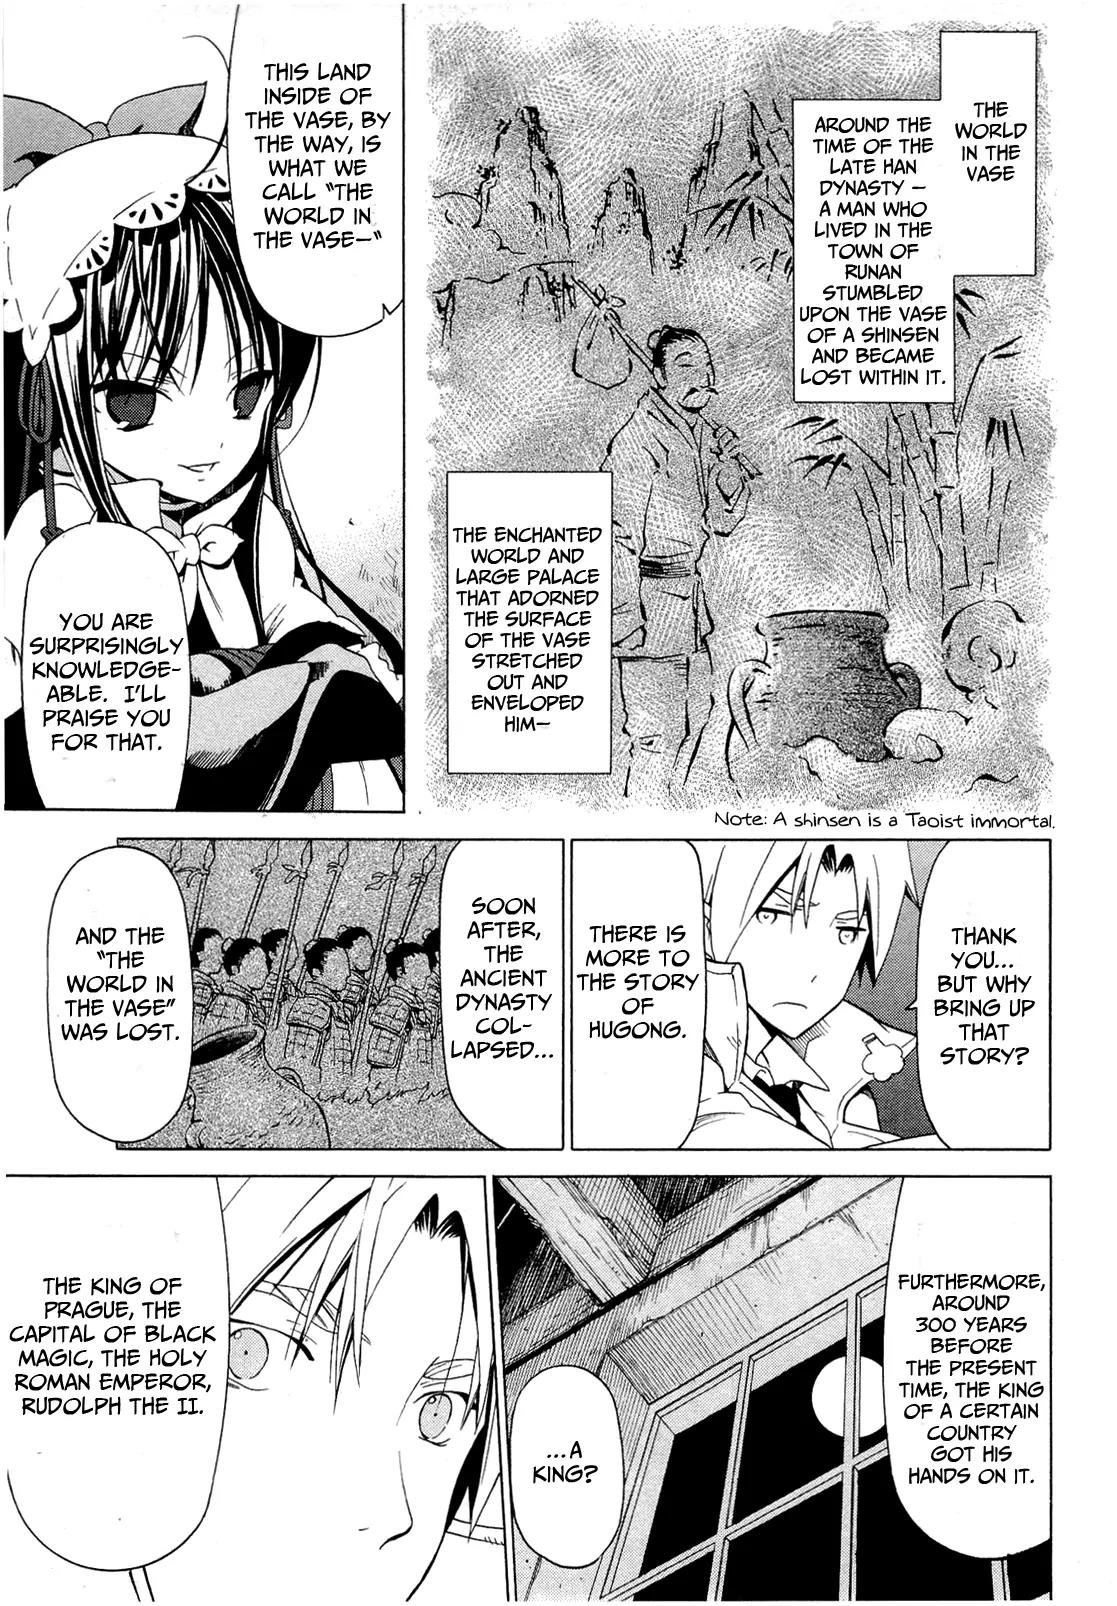 THE
WORLD
IN THE
VASE
AROUND THE
TIME OF THE
LATE HAN
DYNASTY –
A MAN WHO
LIVED IN THE
TOWN OF
RUNAN
STUMBLED
UPON THE VASE
OF A SHINSEN
AND BECAME
LOST WITHIN IT.
THE ENCHANTED
WORLD AND
LARGE PALACE
THAT ADORNED
THE SURFACE
OF THE VASE
STRETCHED
OUT AND
ENVELOPED
HIM–
Note: A shinsen is a Taoist immortal.
THIS LAND
INSIDE OF
THE VASE, BY
THE WAY, IS
WHAT WE
CALL "THE
WORLD IN
THE VASE–"
YOU ARE
SURPRISINGLY
KNOWLEDGE-
ABLE. I'LL
PRAISE YOU
FOR THAT.
THANK
YOU...
BUT WHY
BRING UP
THAT
STORY?
THERE IS
MORE TO
THE STORY
OF
HUGONG.
SOON
AFTER, THE
ANCIENT
DYNASTY
COL-
LAPSED...
AND THE
"THE
WORLD IN
THE VASE"
WAS LOST.
FURTHERMORE,
AROUND
300 YEARS
BEFORE
THE PRESENT
TIME, THE KING
OF A CERTAIN
COUNTRY
GOT HIS
HANDS ON IT.
...A
KING?
THE KING OF
PRAGUE, THE
CAPITAL OF BLACK
MAGIC, THE HOLY
ROMAN EMPEROR,
RUDOLPH THE II.